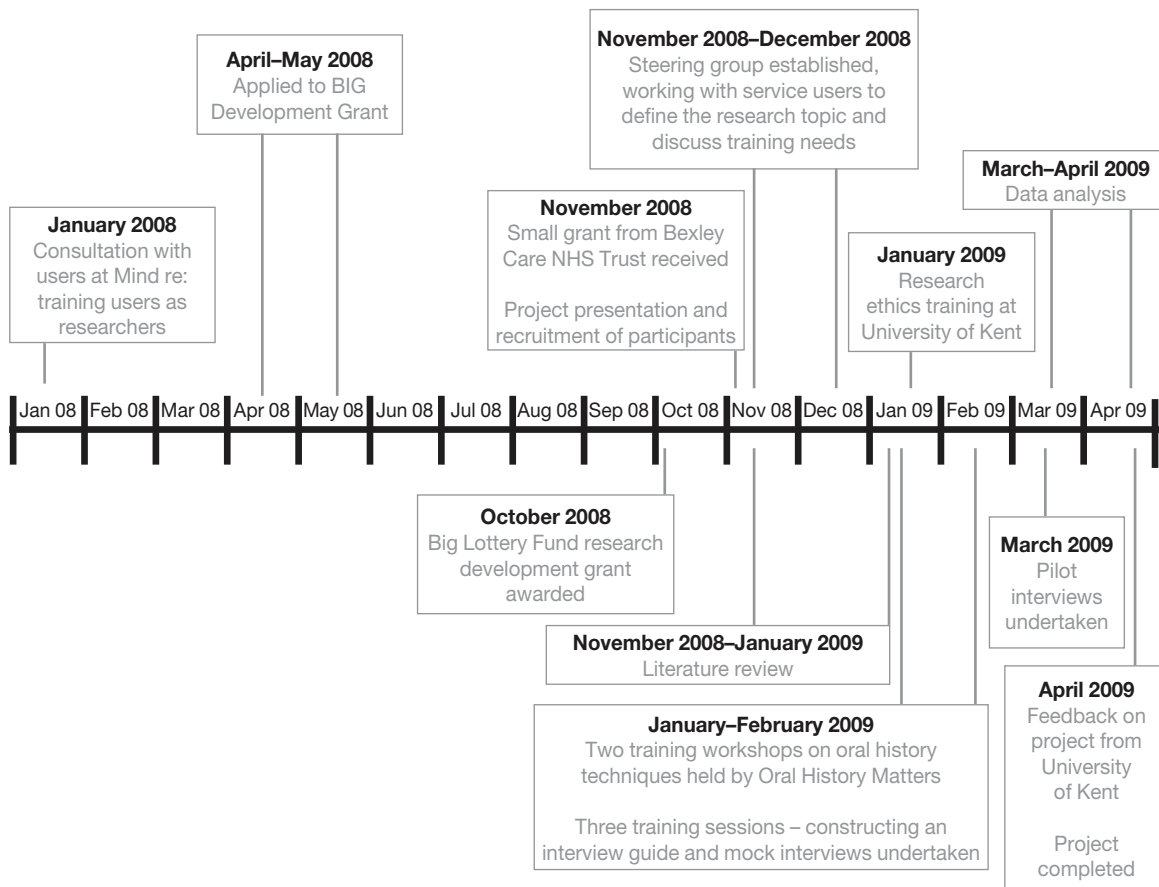 April–May 2008
Applied to BIG
Development Grant
November 2008–December 2008
Steering group established,
working with service users to
define the research topic and
discuss training needs
March–April 2009
Data analysis
January 2008
Consultation with
users at Mind re:
training users as
researchers
November 2008
Small grant from Bexley
Care NHS Trust received
Project presentation and
recruitment of participants
January 2009
Research
ethics training at
University of Kent
Jan 08 Feb 08 Mar 08 Apr 08 May 08 Jun 08 Jul 08 Aug 08 Sep 08 Oct 08 Nov 08 Dec 08 Jan 09 Feb 09 Mar 09 Apr 09
October 2008
Big Lottery Fund research
development grant
awarded
March 2009
Pilot
interviews
undertaken
November 2008–January 2009
Literature review
January–February 2009
Two training workshops on oral history
techniques held by Oral History Matters
Three training sessions – constructing an
interview guide and mock interviews undertaken
April 2009
Feedback on
project from
University
of Kent
Project
completed